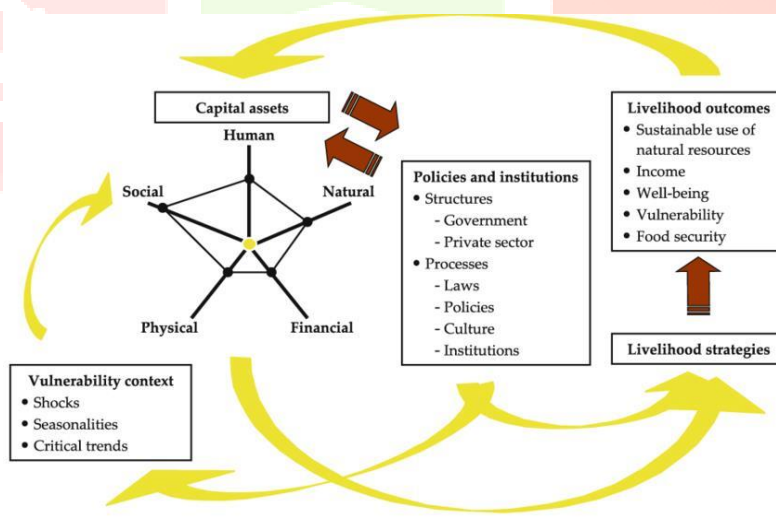 Capital assets
Human
Social
Natural
Physical
Financial
Policies and institutions
• Structures
- Government
- Private sector
• Processes
- Laws
- Policies
- Culture
- Institutions
Livelihood outcomes
• Sustainable use of
natural resources
• Income
• Well-being
• Vulnerability
• Food security
Livelihood strategies
Vulnerability context
• Shocks
• Seasonalities
• Critical trends